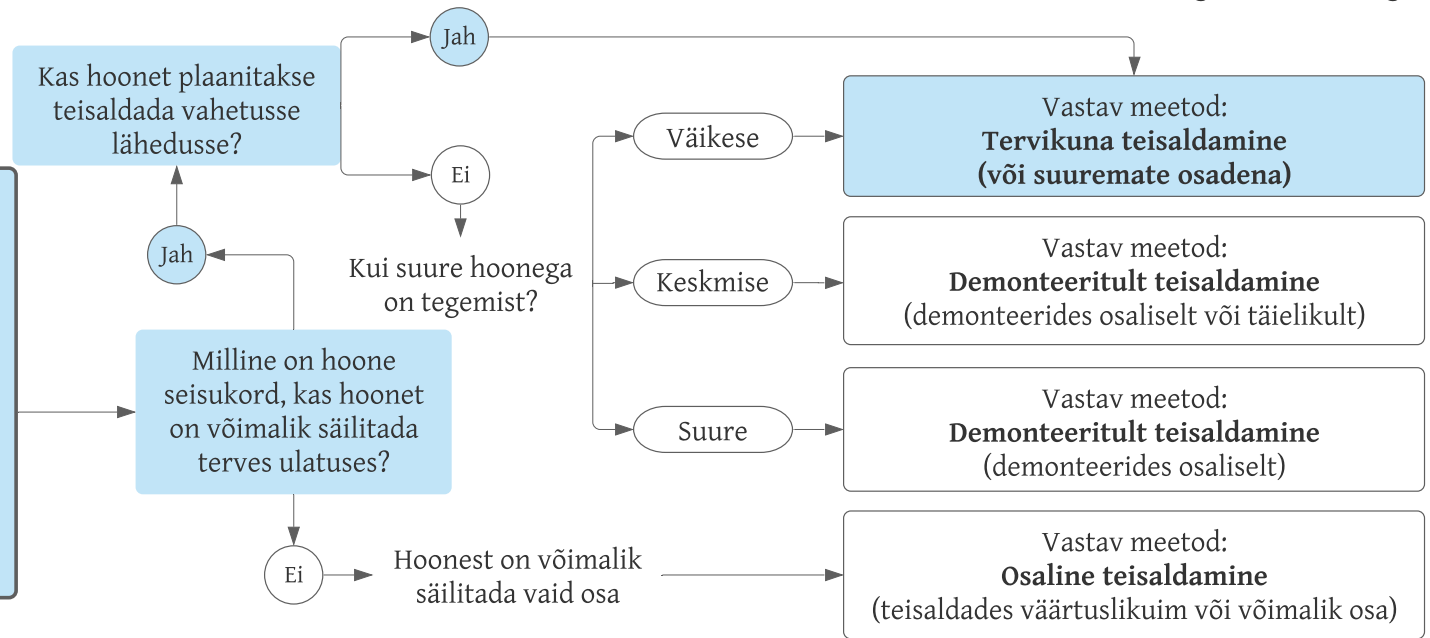 Jah
Kas hoonet plaanitakse
teisaldada vahetusse
lähedusse?
Ei
Jah
Kui suure hoonega
on tegemist?
Väikese
Keskmise
Suure
Vastav meetod:
Tervikuna teisaldamine
(või suuremate osadena)
Vastav meetod:
Demonteeritult teisaldamine
(demonteerides osaliselt või täielikult)
Vastav meetod:
Demonteeritult teisaldamine
(demonteerides osaliselt)
Milline on hoone
seisukord, kas hoonet
on võimalik säilitada
terves ulatuses?
Ei
Hoonest on võimalik
säilitada vaid osa
Vastav meetod:
Osaline teisaldamine
(teisaldades väärtuslikuim või võimalik osa)